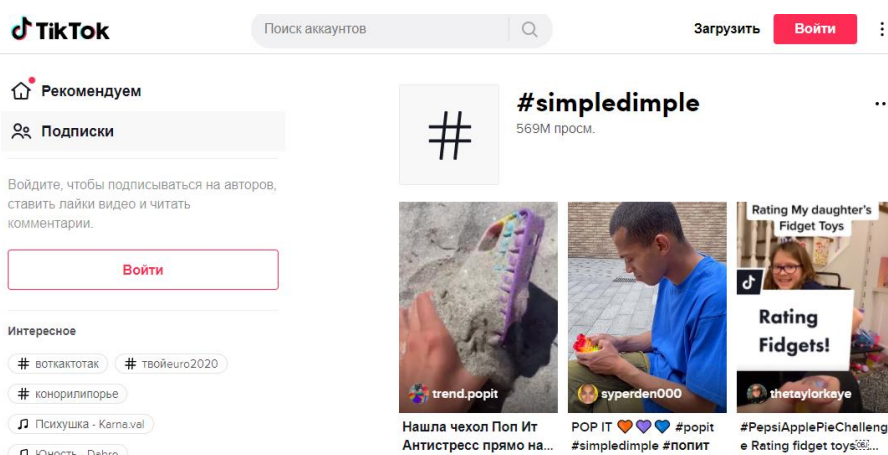 TikTok
Поиск аккаунтов
Загрузить
Войти
Рекомендуем
Подписки
Войдите, чтобы подписываться на авторов,
ставить лайки видео и читать
комментарии.
Войти
Интересное
# воткактотак
# твойeuro2020
# конорилипорье
Психушка - Karna.val
Юность - Dabro
#
#simpledimple
569M просм.
trend.popit
Нашла чехол Поп Ит
Антистресс прямо на...
syperden000
POP IT 🧡💜💙 #popit
#simpledimple #попит
Rating My daughter's
Fidget Toys
Rating
Fidgets!
thetaylorkaye
#PepsiApplePieChalleng
e Rating fidget toys...